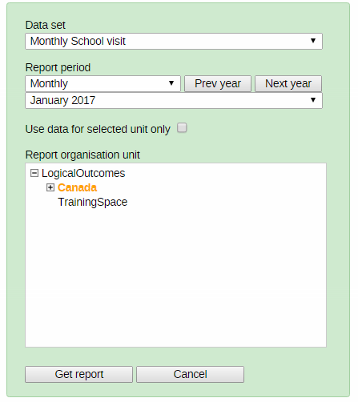 Data set
Monthly School visit
Report period
Monthly Prev year Next year
January 2017
Use data for selected unit only
Report organisation unit
LogicalOutcomes
Canada
TrainingSpace
Get report Cancel